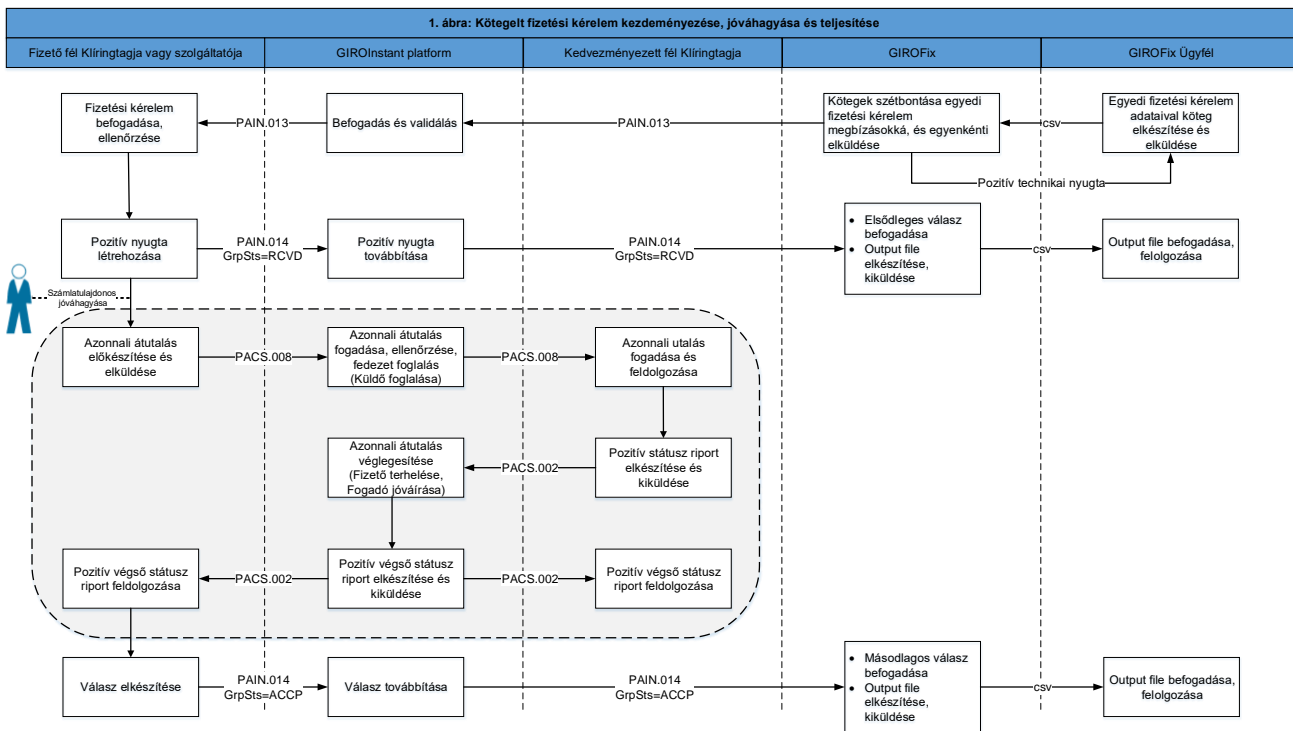 1. ábra: Kötegelt fizetési kérelem kezdeményezése, jóváhagyása és teljesítése
Fizető fél Klíringtagja vagy szolgáltatója
GIROInstant platform
Kedvezményezett fél Klíringtagja
GIROFix
GIROFix Ügyfél
Fizetési kérelem
befogadása,
ellenőrzése
PAIN.013
Befogadás és validálás
PAIN.013
Kötegek szétbontása egyedi
fizetési kérelem
megbízásokká, és egyenkénti
elküldése
csv
Egyedi fizetési kérelem
adataival köteg
elkészítése és
elküldése
Pozitív technikai nyugta
Pozitív nyugta
létrehozása
PAIN.014
GrpSts=RCVD
Pozitív nyugta
továbbítása
PAIN.014
GrpSts=RCVD
• Elsődleges válasz
befogadása
• Output file
elkészítése,
kiküldése
csv
Output file befogadása,
felolgozása
Számlatulajdonos
jóváhagyása
Azonnali átutalás
előkészítése és
elküldése
PACS.008
Azonnali átutalás
fogadása, ellenőrzése,
fedezet foglalás
(Küldő foglalása)
PACS.008
Azonnali utalás
fogadása és
feldolgozása
Azonnali átutalás
véglegesítése
(Fizető terhelése,
Fogadó jóváírása)
PACS.002
Pozitív státusz riport
elkészítése és
kiküldése
Pozitív végső státusz
riport feldolgozása
PACS.002
Pozitív végső státusz
riport elkészítése és
kiküldése
PACS.002
Pozitív végső státusz
riport feldolgozása
Válasz elkészítése
PAIN.014
GrpSts=ACCP
Válasz továbbítása
PAIN.014
GrpSts=ACCP
• Másodlagos válasz
befogadása
• Output file
elkészítése,
kiküldése
csv
Output file befogadása,
felolgozása